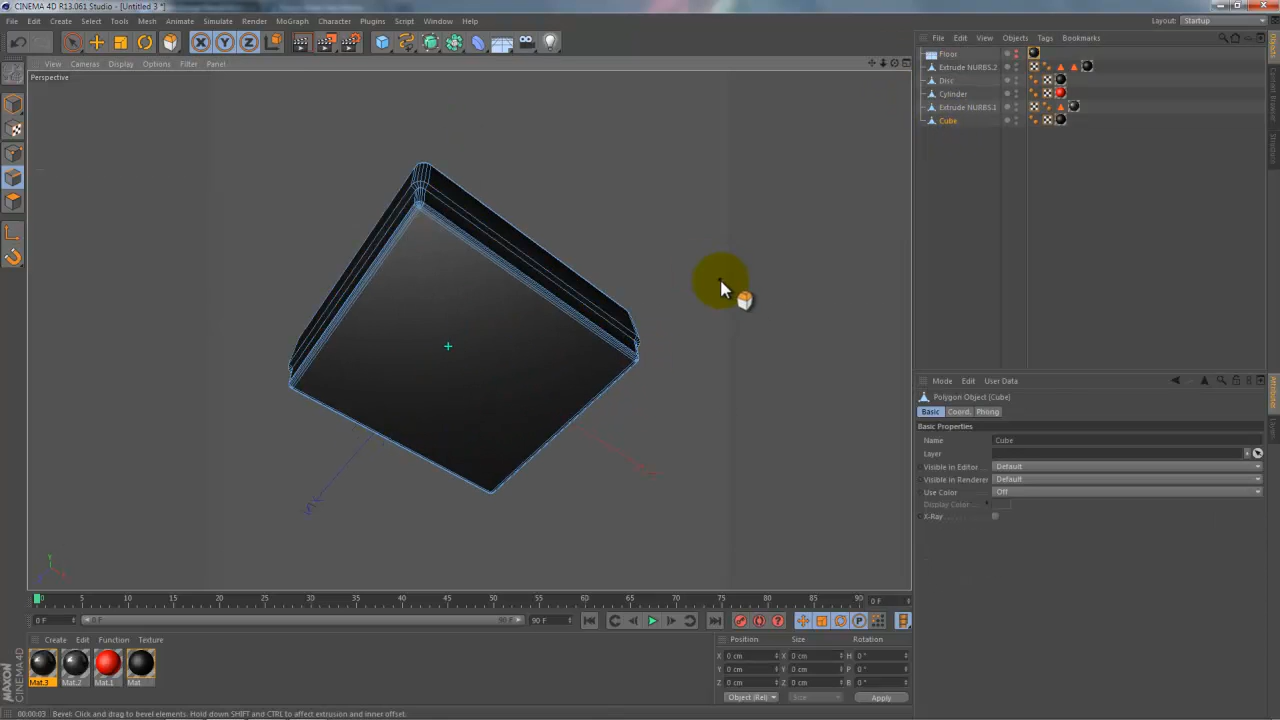 CINEMA 4D R13.061 Studio - [Untitled 3 *]
File Edit Create Select Tools Mesh Animate Simulate Render MoGraph Character Plugins Script Window Help
Layout: Startup
X Y Z
View Cameras Display Options Filter Panel
Perspective
File Edit View Objects Tags Bookmarks
Floor
Extrude NURBS.2
Disc
Cylinder
Extrude NURBS.1
Cube
Mode Edit User Data
Polygon Object [Cube]
Basic Coord. Phong
Basic Properties
Name Cube
Layer
Visible in Editor Default
Visible in Renderer Default
Use Color Off
Display Color
X-Ray
0 5 10 15 20 25 30 35 40 45 50 55 60 65 70 75 80 85 90 0 F
0 F 0 F 90 F 90 F
Create Edit Function Texture
Mat.3 Mat.2 Mat.1 Mat
Position Size Rotation
X 0 cm X 0 cm H 0 °
Y 0 cm Y 0 cm P 0 °
Z 0 cm Z 0 cm B 0 °
Object (Rel) Size Apply
MAXON CINEMA 4D
00:00:03 Bevel: Click and drag to bevel elements. Hold down SHIFT and CTRL to affect extrusion and inner offset.